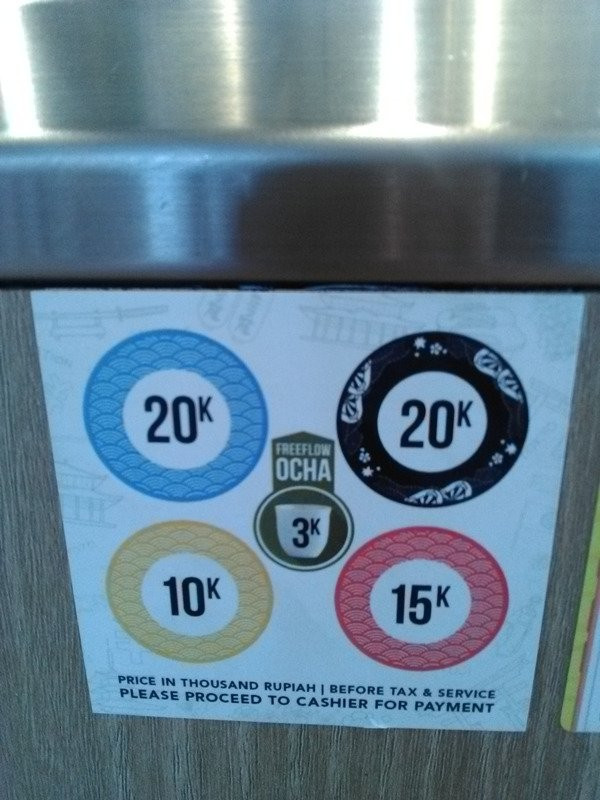 20K
20K
FREEFLOW
OCHA
3K
10K
15K
PRICE IN THOUSAND RUPIAH | BEFORE TAX & SERVICE
PLEASE PROCEED TO CASHIER FOR PAYMENT